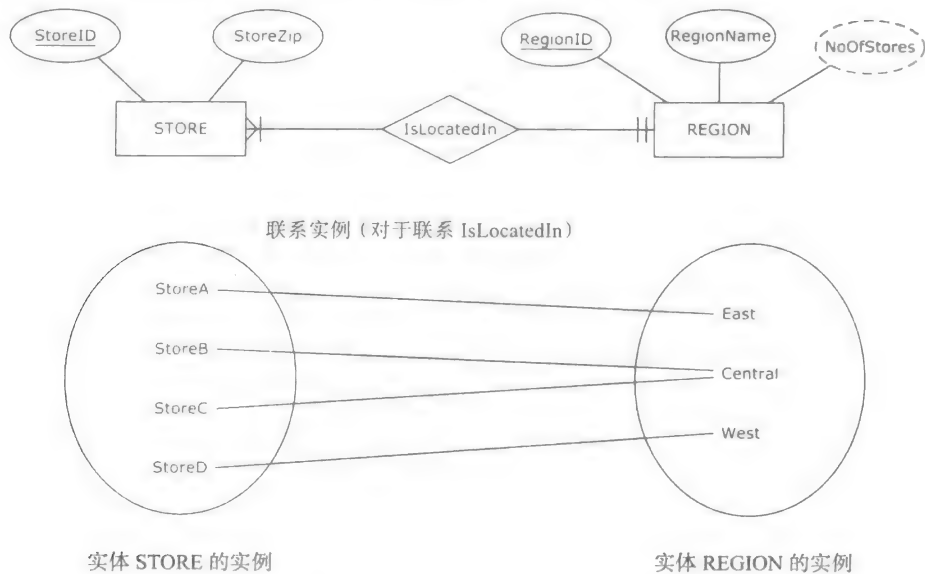 StoreID
StoreZip
RegionID
RegionName
NoOfStores
STORE
IsLocatedIn
REGION
联系实例（对于联系 IsLocatedIn）
StoreA
East
StoreB
Central
StoreC
West
StoreD
实体 STORE 的实例
实体 REGION 的实例